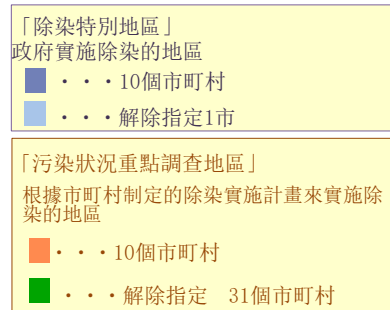 「除染特別地區」
政府實施除染的地區
・・・10個市町村
・・・解除指定1市
「污染狀況重點調查地區」
根據市町村制定的除染實施計畫來實施除
染的地區
・・・10個市町村
・・・解除指定　31個市町村